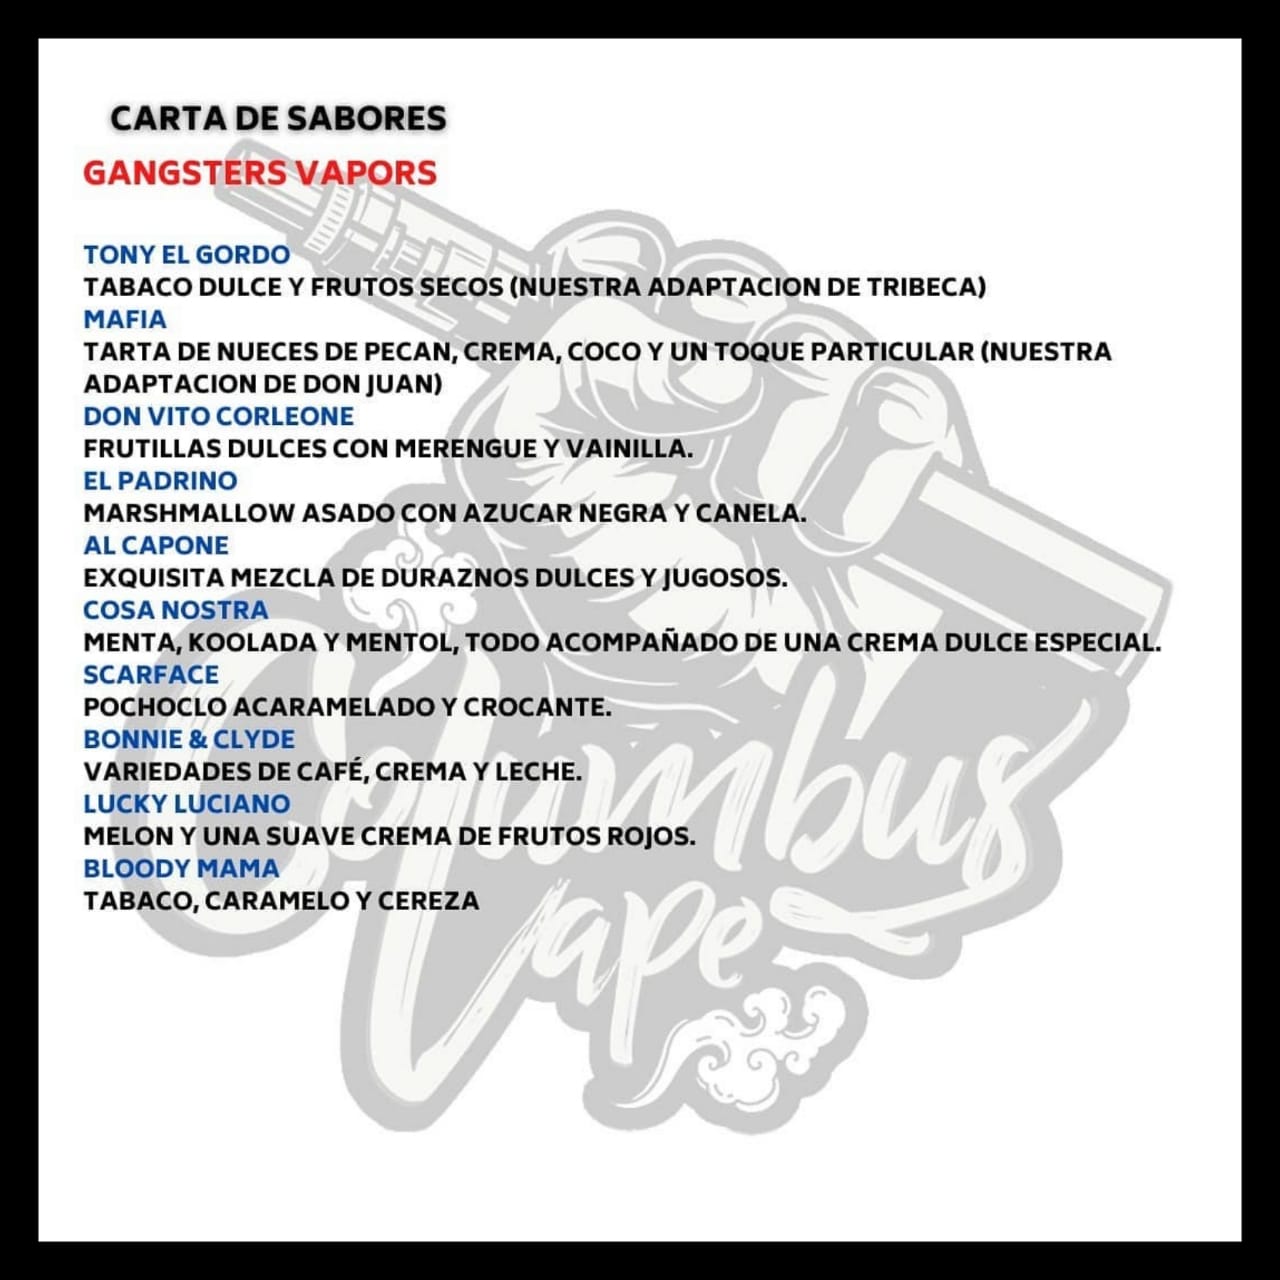 CARTA DE SABORES
GANGSTERS VAPORS
TONY EL GORDO
TABACO DULCE Y FRUTOS SECOS (NUESTRA ADAPTACION DE TRIBECA)
MAFIA
TARTA DE NUECES DE PECAN, CREMA, COCO Y UN TOQUE PARTICULAR (NUESTRA
ADAPTACION DE DON JUAN)
DON VITO CORLEONE
FRUTILLAS DULCES CON MERENGUE Y VAINILLA.
EL PADRINO
MARSHMALLOW ASADO CON AZUCAR NEGRA Y CANELA.
AL CAPONE
EXQUISITA MEZCLA DE DURAZNOS DULCES Y JUGOSOS.
COSA NOSTRA
MENTA, KOOLADA Y MENTOL, TODO ACOMPAÑADO DE UNA CREMA DULCE ESPECIAL.
SCARFACE
POCHOCLO ACARAMELADO Y CROCANTE.
BONNIE & CLYDE
VARIEDADES DE CAFÉ, CREMA Y LECHE.
LUCKY LUCIANO
MELON Y UNA SUAVE CREMA DE FRUTOS ROJOS.
BLOODY MAMA
TABACO, CARAMELO Y CEREZA
Columbus
Vape